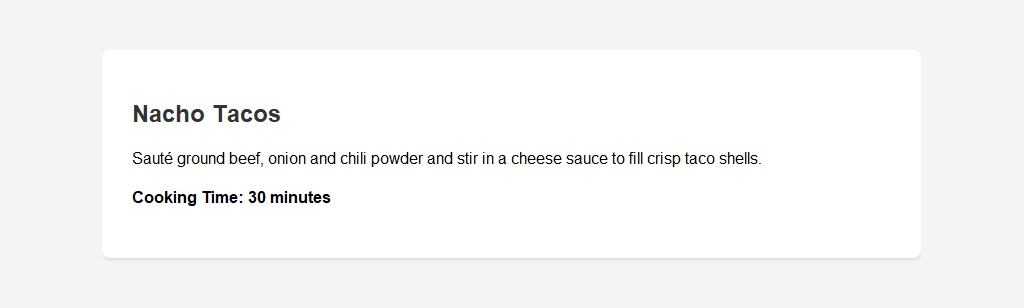 Nacho Tacos
Sauté ground beef, onion and chili powder and stir in a cheese sauce to fill crisp taco shells.
Cooking Time: 30 minutes